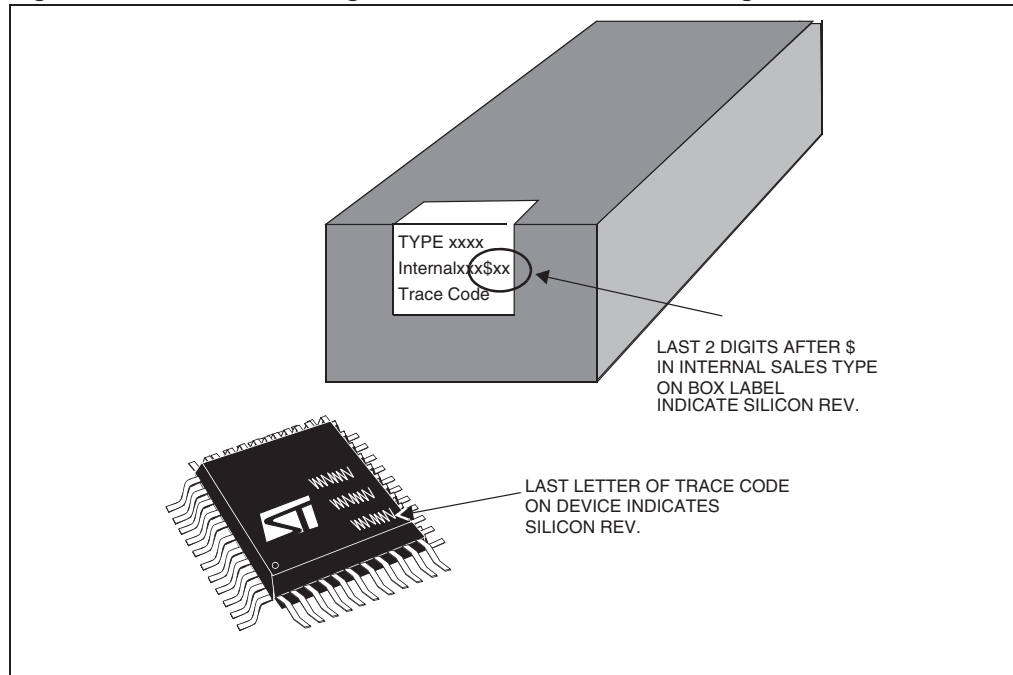 TYPE xxxx
Internalxxx$xx
Trace Code
LAST 2 DIGITS AFTER $
IN INTERNAL SALES TYPE
ON BOX LABEL
INDICATE SILICON REV.
ST
LAST LETTER OF TRACE CODE
ON DEVICE INDICATES
SILICON REV.